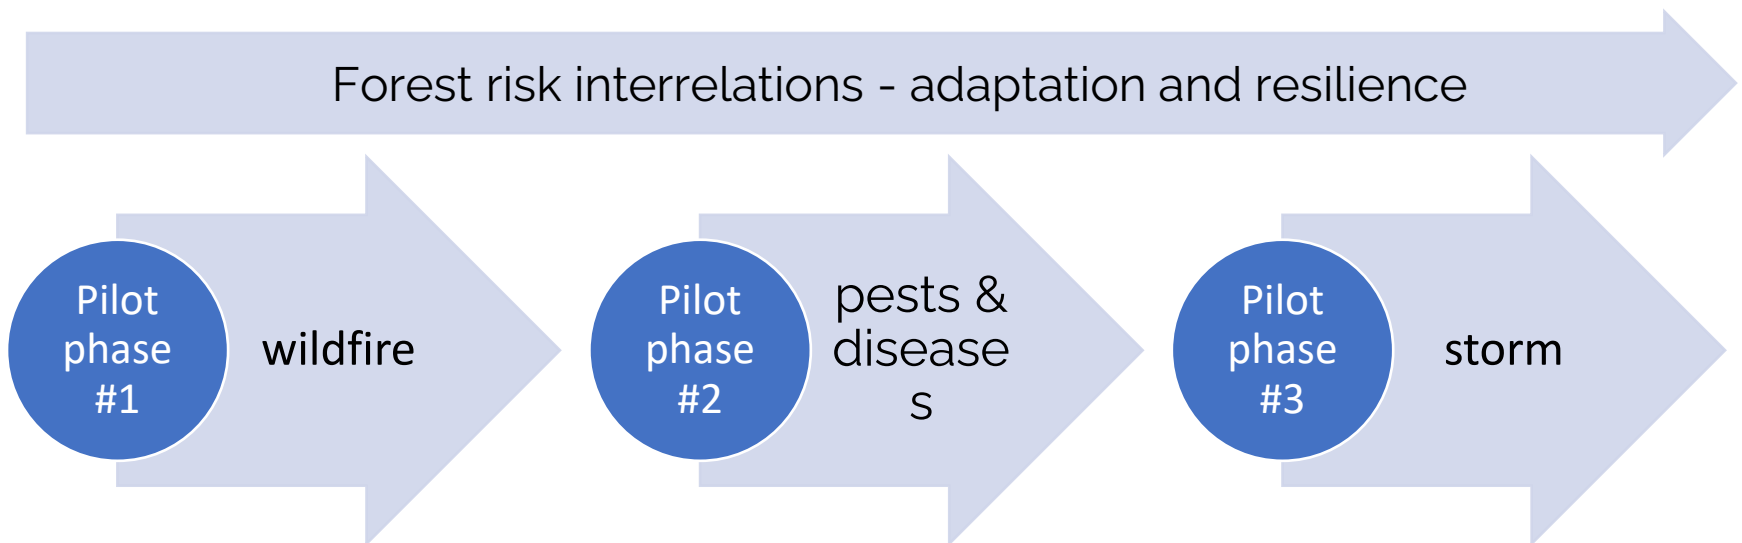 Forest risk interrelations - adaptation and resilience
Pilot
phase
#1
wildfire
Pilot
phase
#2
pests &
disease
s
Pilot
phase
#3
storm